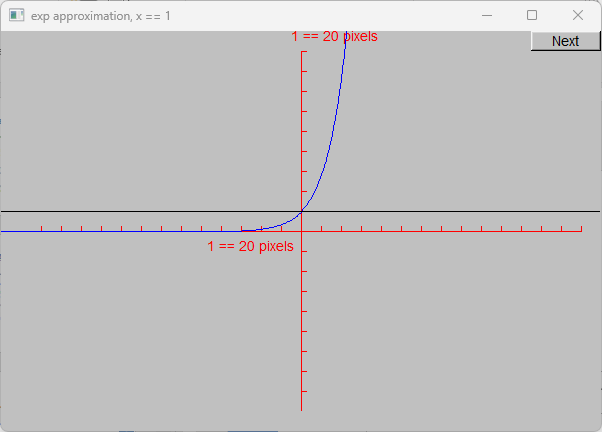 exp approximation, x == 1
1 == 20 pixels
Next
1 == 20 pixels